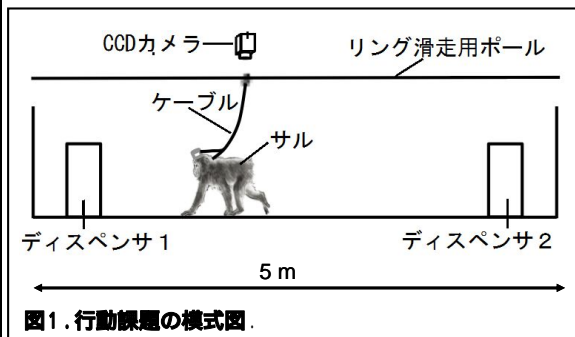 CCDカメラ
リング滑走用ポール
ケーブル
サル
ディスペンサ1
ディスペンサ2
5 m
図1.行動課題の模式図.